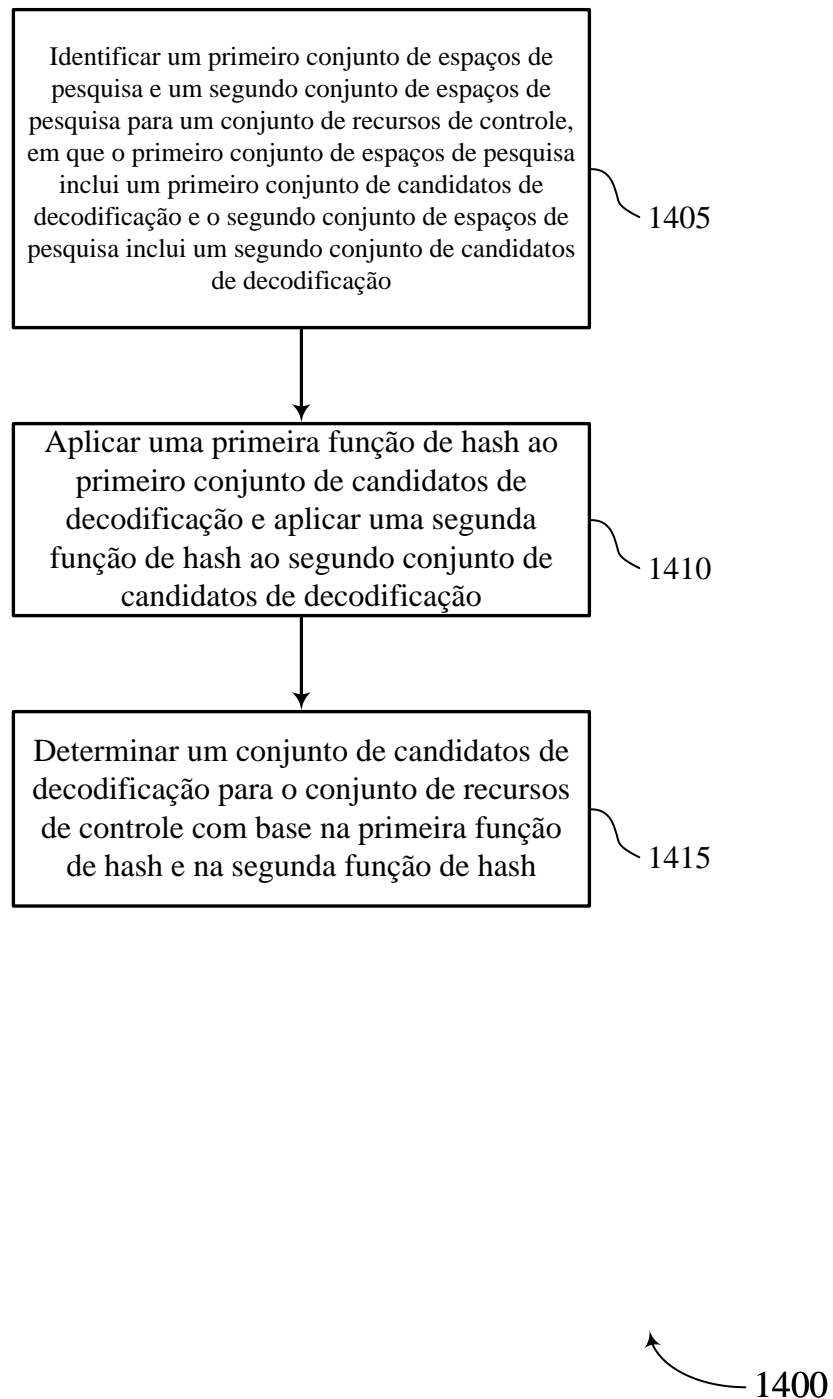 Identificar um primeiro conjunto de espaços de
pesquisa e um segundo conjunto de espaços de
pesquisa para um conjunto de recursos de controle,
em que o primeiro conjunto de espaços de pesquisa
inclui um primeiro conjunto de candidatos de
decodificação e o segundo conjunto de espaços de
pesquisa inclui um segundo conjunto de candidatos
de decodificação
1405
Aplicar uma primeira função de hash ao
primeiro conjunto de candidatos de
decodificação e aplicar uma segunda
função de hash ao segundo conjunto de
candidatos de decodificação
1410
Determinar um conjunto de candidatos de
decodificação para o conjunto de recursos
de controle com base na primeira função
de hash e na segunda função de hash
1415
1400